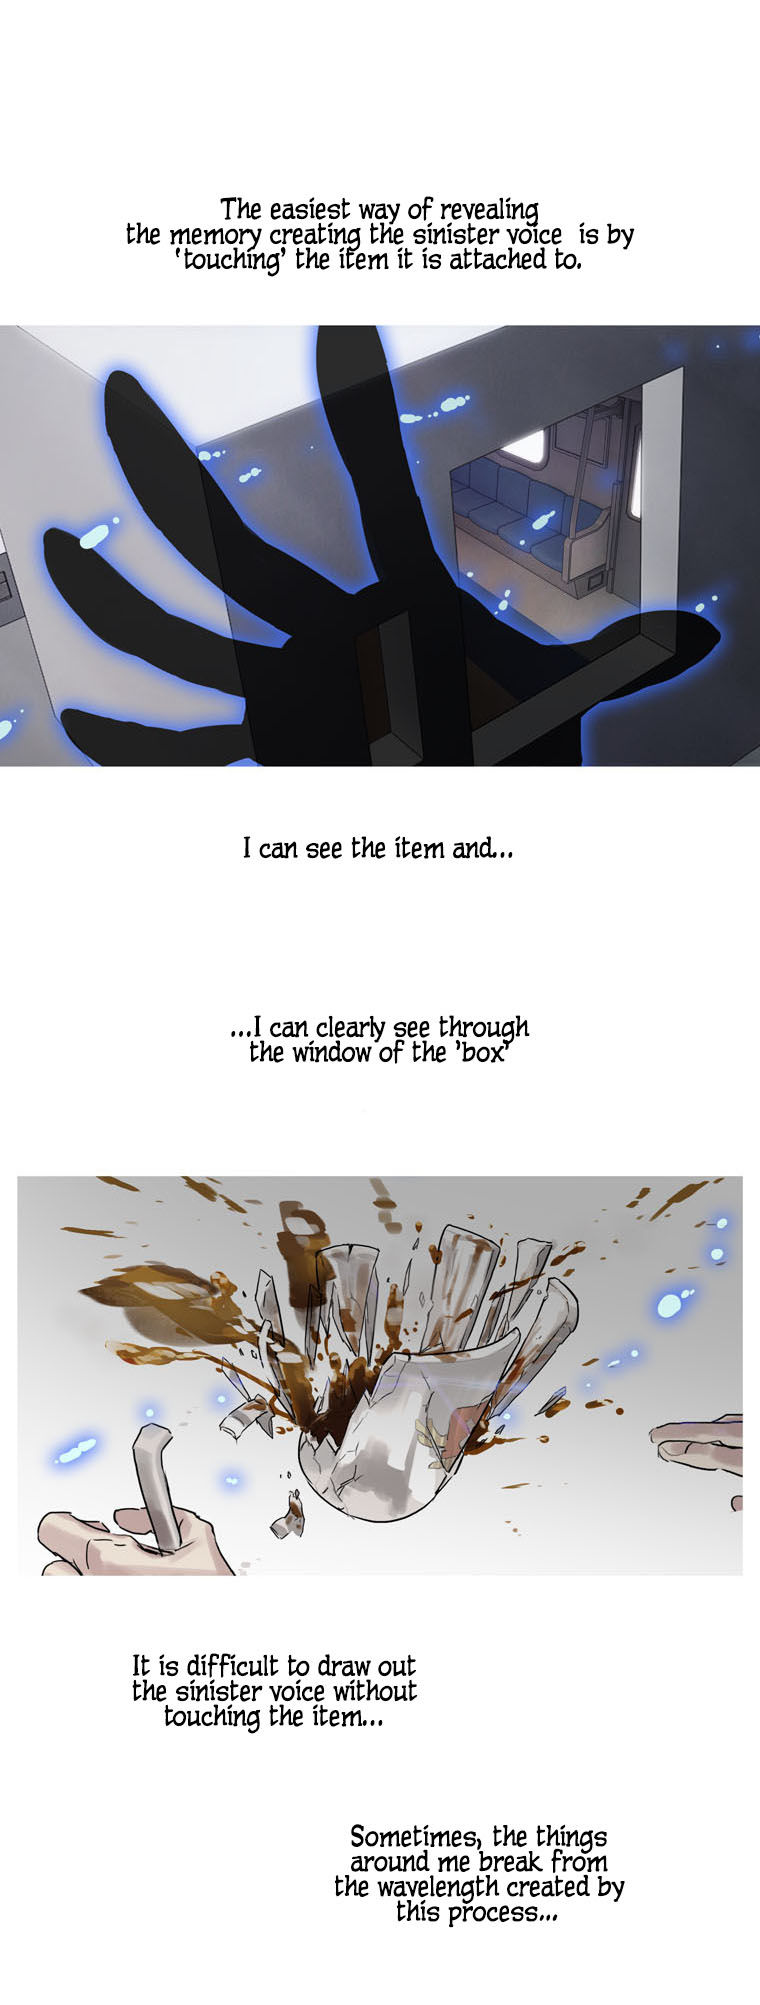 The easiest way of revealing
the memory creating the sinister voice is by
'touching' the item it is attached to.
I can see the item and...
...I can clearly see through
the window of the 'box'
It is difficult to draw out
the sinister voice without
touching the item...
Sometimes, the things
around me break from
the wavelength created by
this process...